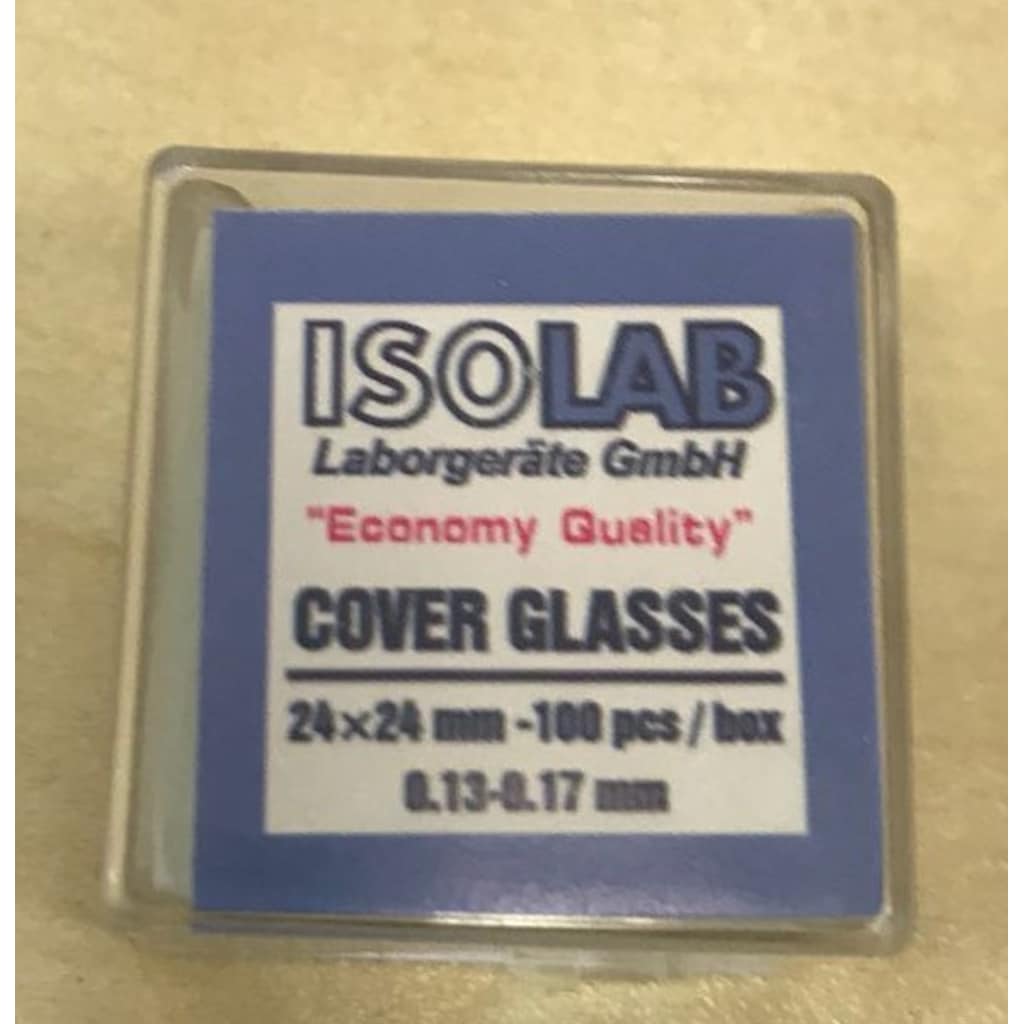 ISOLAB
Laborgeräte GmbH
"Economy Quality"
COVER GLASSES
24×24 mm -100 pcs / box
0.13-0.17 mm